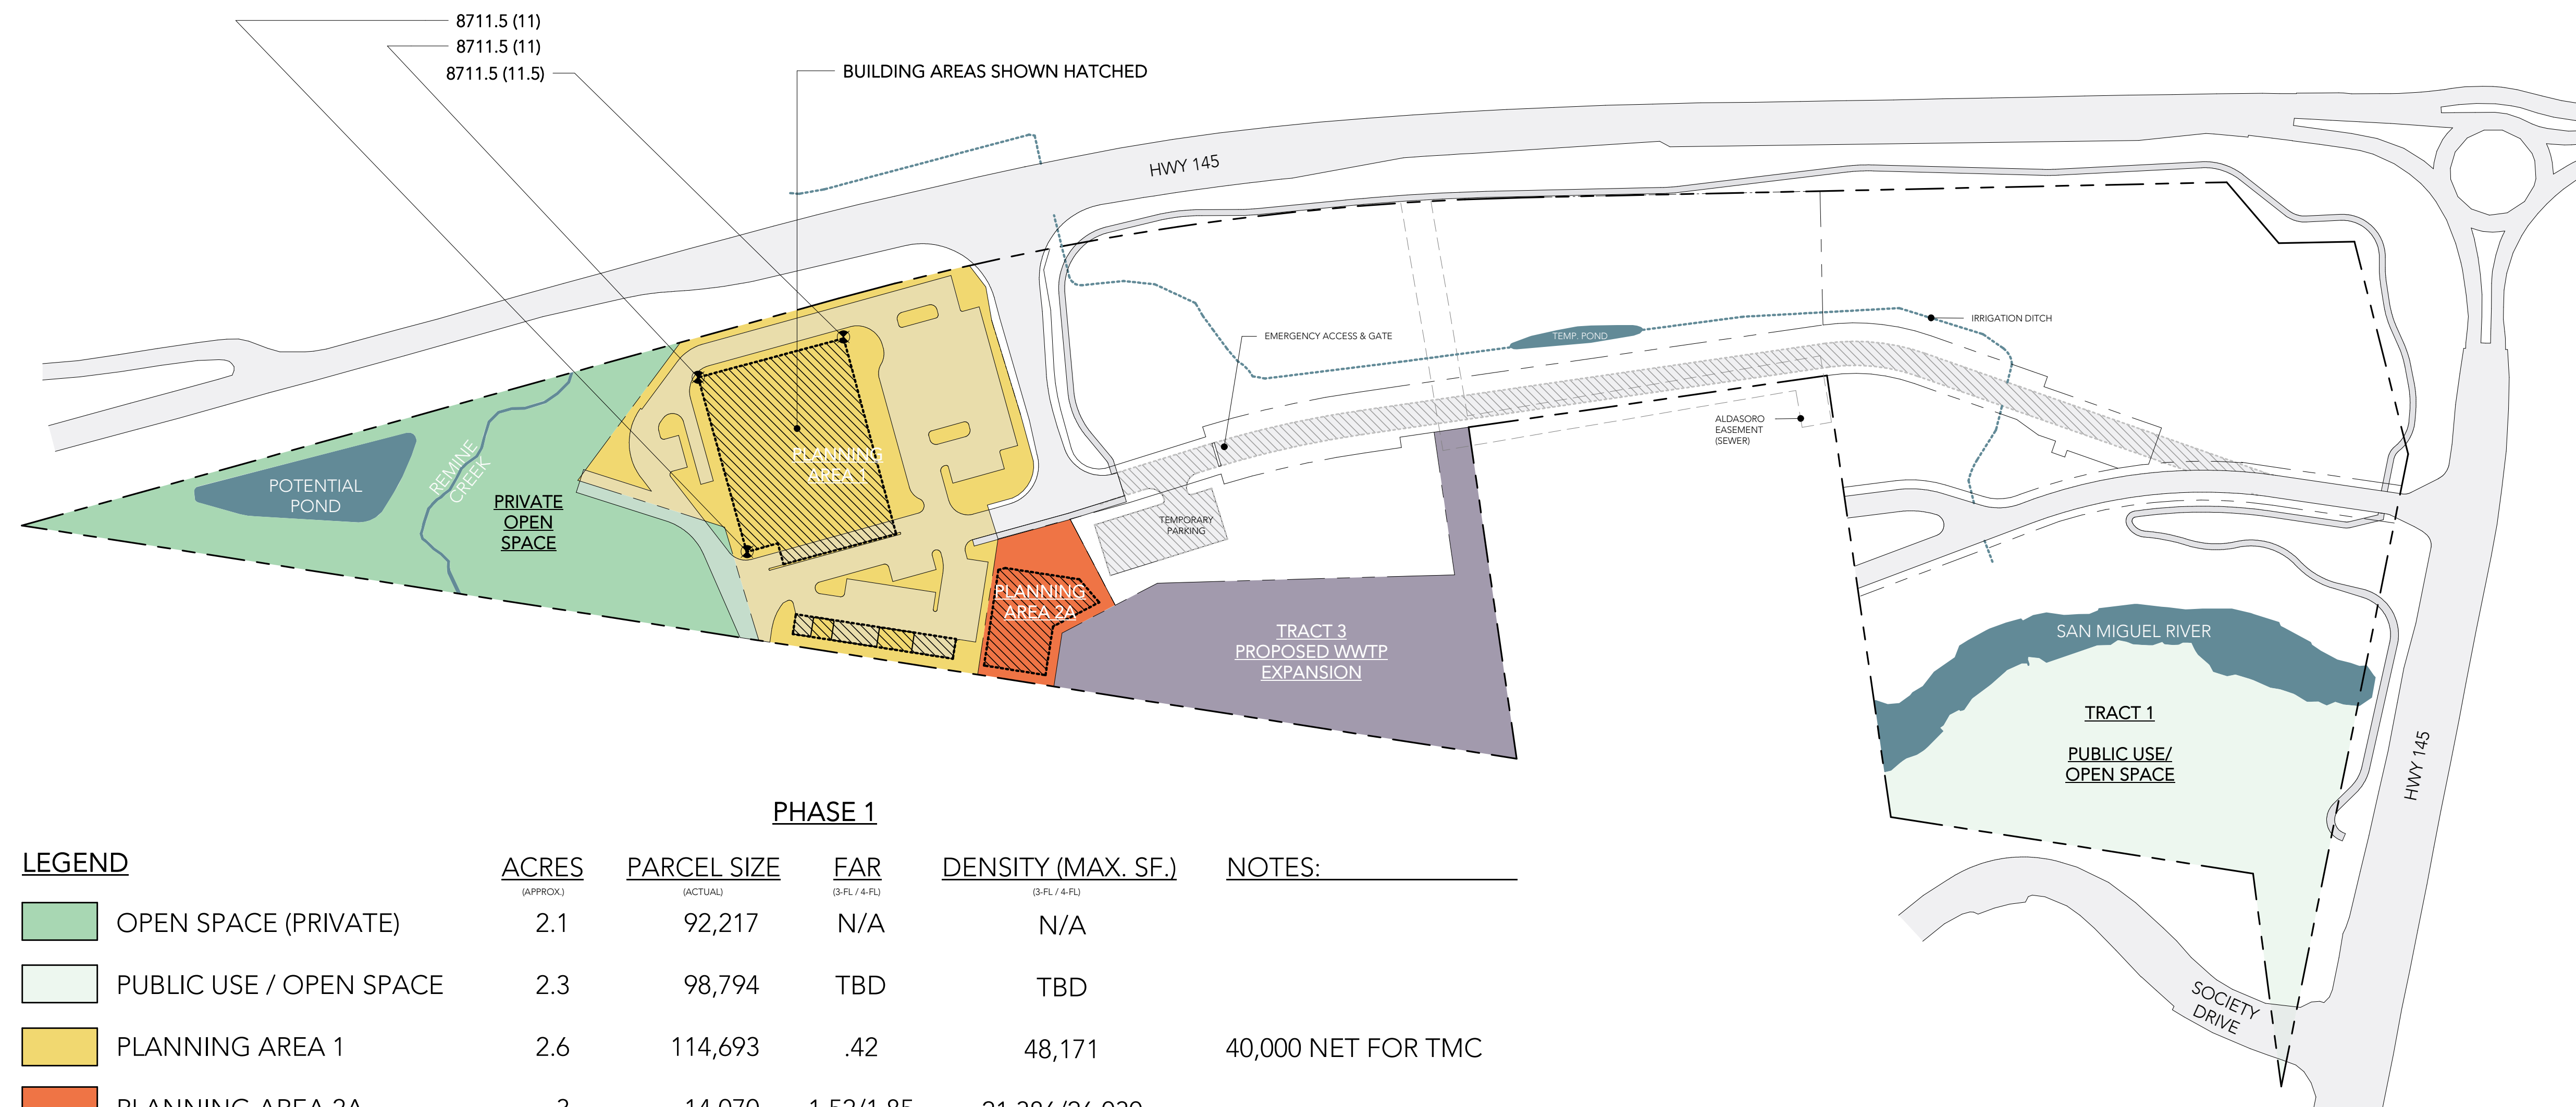 8711.5 (11)
8711.5 (11)
8711.5 (11.5)
BUILDING AREAS SHOWN HATCHED
HWY 145
EMERGENCY ACCESS & GATE
TEMP. POND
IRRIGATION DITCH
ALDASORO
EASEMENT
(SEWER)
PLANNING
AREA 1
POTENTIAL
POND
REMINE
CREEK
PRIVATE
OPEN
SPACE
TEMPORARY
PARKING
PLANNING
AREA 2A
TRACT 3
PROPOSED WWTP
EXPANSION
SAN MIGUEL RIVER
TRACT 1
PUBLIC USE/
OPEN SPACE
HWY 145
SOCIETY
DRIVE
PHASE 1
LEGEND ACRES PARCEL SIZE FAR DENSITY (MAX. SF.) NOTES:
(APPROX.) (ACTUAL) (3-FL / 4-FL) (3-FL / 4-FL)
OPEN SPACE (PRIVATE) 2.1 92,217 N/A N/A
PUBLIC USE / OPEN SPACE 2.3 98,794 TBD TBD
PLANNING AREA 1 2.6 114,693 .42 48,171 40,000 NET FOR TMC
PLANNING AREA 2A